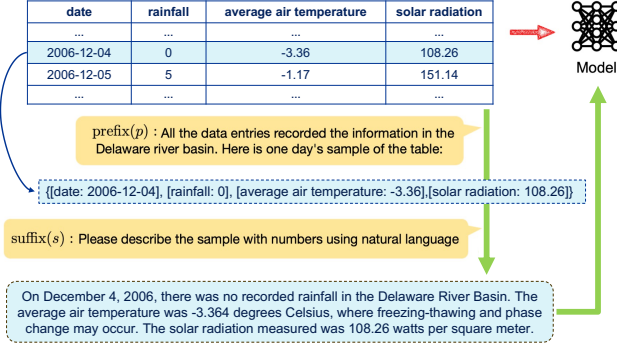 date rainfall average air temperature solar radiation
... ... ... ...
2006-12-04 0 -3.36 108.26
2006-12-05 5 -1.17 151.14
... ... ... ...
Model
prefix(p) : All the data entries recorded the information in the
Delaware river basin. Here is one day's sample of the table:
{[date: 2006-12-04], [rainfall: 0], [average air temperature: -3.36],[solar radiation: 108.26]}
suffix(s) : Please describe the sample with numbers using natural language
On December 4, 2006, there was no recorded rainfall in the Delaware River Basin. The
average air temperature was -3.364 degrees Celsius, where freezing-thawing and phase
change may occur. The solar radiation measured was 108.26 watts per square meter.